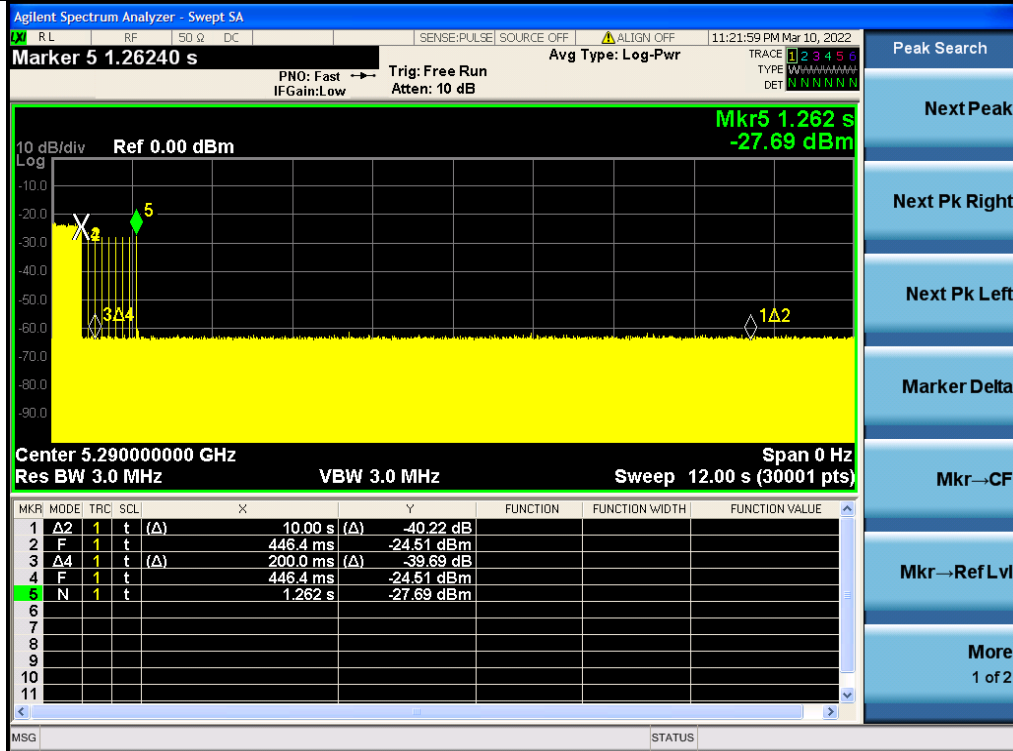 Agilent Spectrum Analyzer - Swept SA
LXI RL RF 50 Ω DC SENSE:PULSE SOURCE OFF ALIGN OFF 11:21:59 PM Mar 10, 2022
Marker 5 1.26240 s
PNO: Fast
IFGain:Low
Trig: Free Run
Atten: 10 dB
Avg Type: Log-Pwr
TRACE 1 2 3 4 5 6
TYPE
DET N N N N N N
Mkr5 1.262 s
-27.69 dBm
10 dB/div Ref 0.00 dBm
Log
-10.0
-20.0
-30.0
-40.0
-50.0
-60.0
-70.0
-80.0
-90.0
5
3Δ4
1Δ2
Center 5.290000000 GHz Span 0 Hz
Res BW 3.0 MHz VBW 3.0 MHz Sweep 12.00 s (30001 pts)
MKR MODE TRC SCL X Y FUNCTION FUNCTION WIDTH FUNCTION VALUE
1 Δ2 1 t (Δ) 10.00 s (Δ) -40.22 dB
2 F 1 t 446.4 ms -24.51 dBm
3 Δ4 1 t (Δ) 200.0 ms (Δ) -39.69 dB
4 F 1 t 446.4 ms -24.51 dBm
5 N 1 t 1.262 s -27.69 dBm
6
7
8
9
10
11
MSG STATUS
Peak Search
Next Peak
Next Pk Right
Next Pk Left
Marker Delta
Mkr→CF
Mkr→Ref Lvl
More
1 of 2